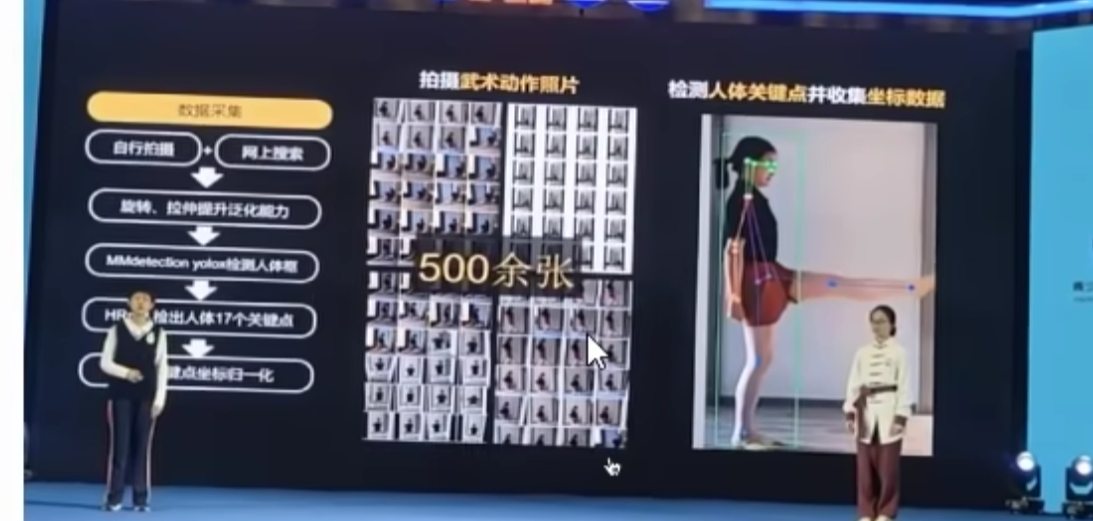 数据采集
自行拍摄 + 网上搜索
旋转、拉伸提升泛化能力
MMdetection yolox检测人体框
HR 检出人体17个关键点
键点坐标归一化
拍摄武术动作照片
500余张
检测人体关键点并收集坐标数据